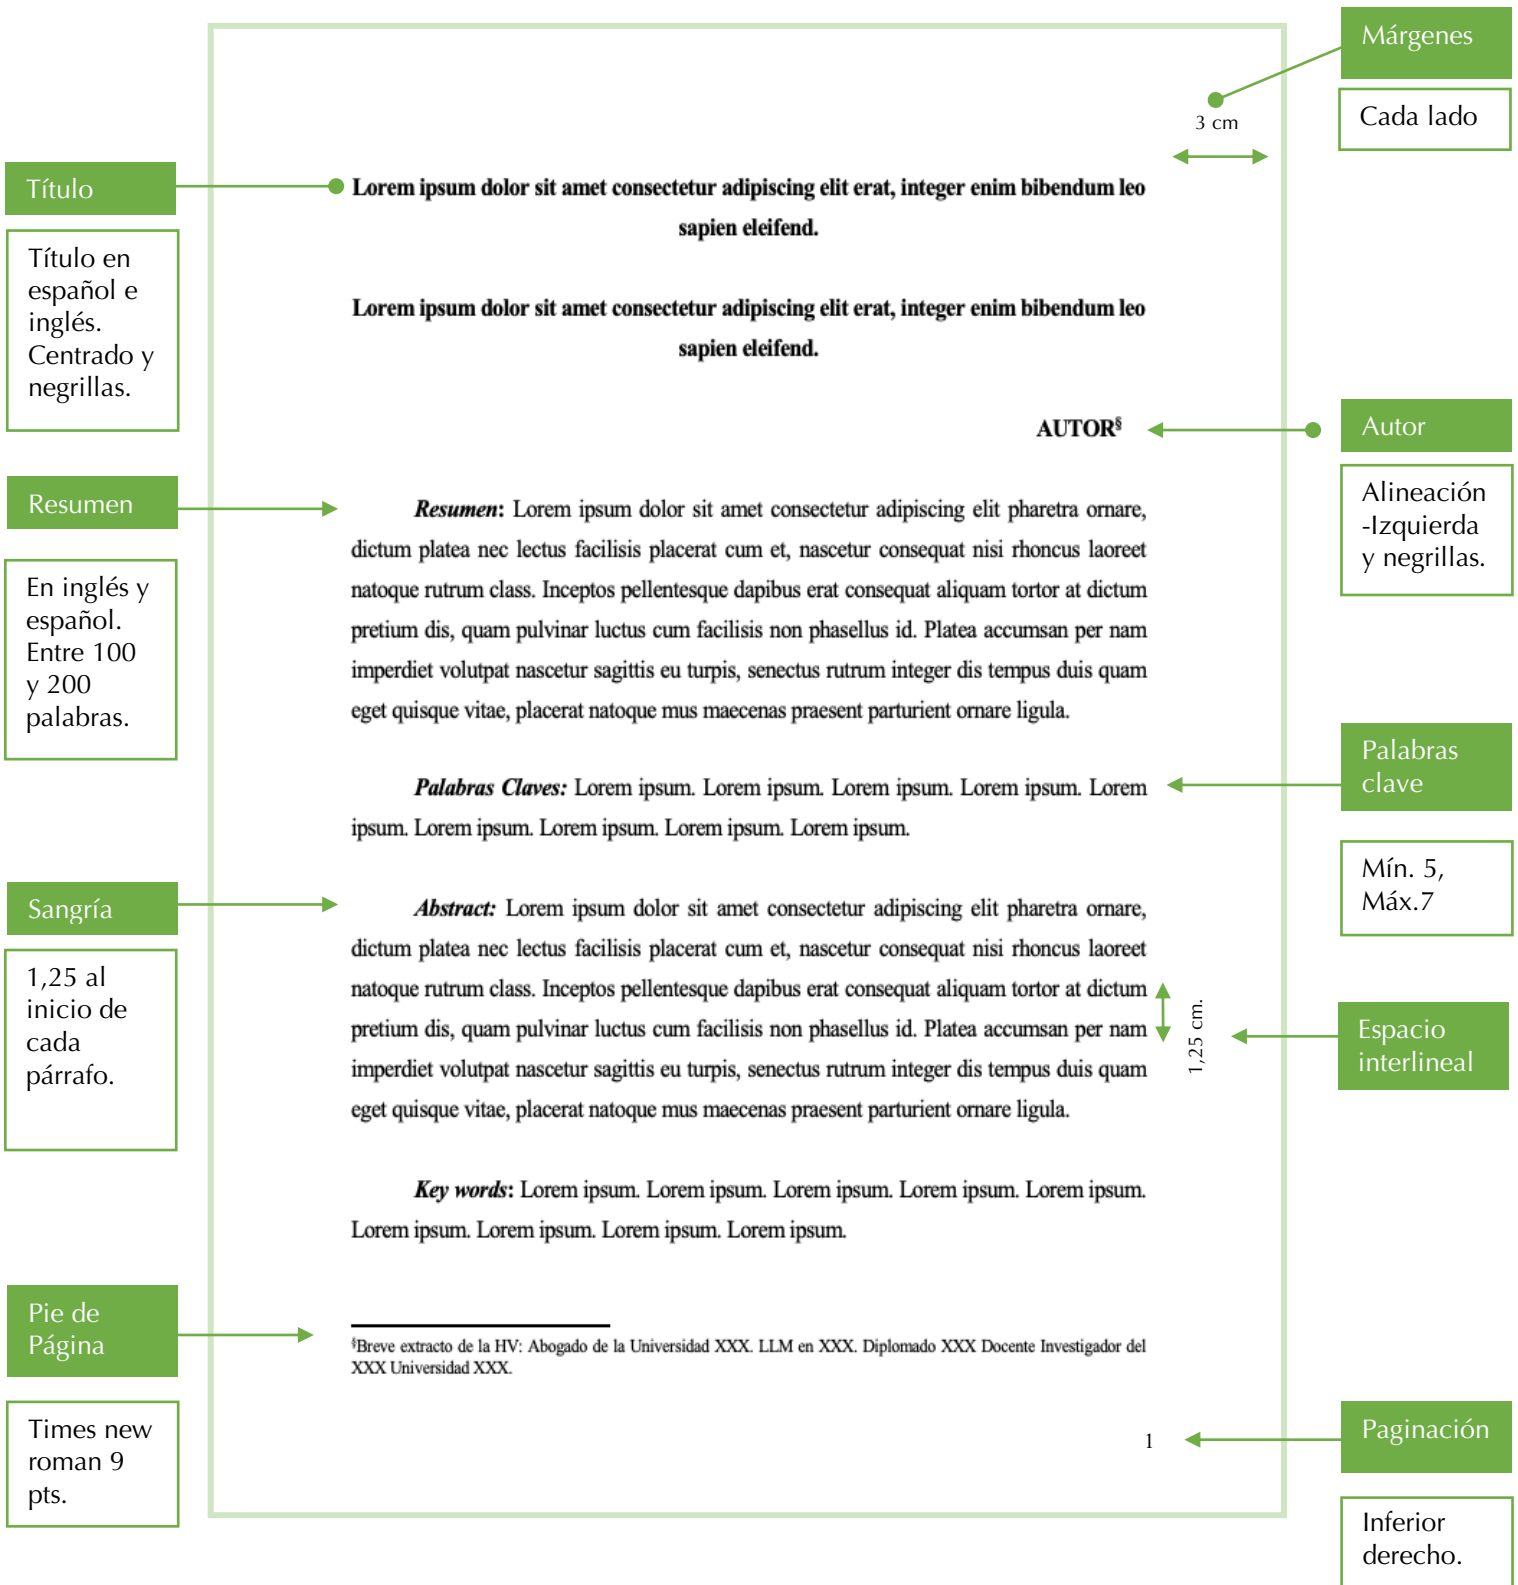 Márgenes
Cada lado
3 cm
Título
Título en
español e
inglés.
Centrado y
negrillas.
Lorem ipsum dolor sit amet consectetur adipiscing elit erat, integer enim bibendum leo
sapien eleifend.
Lorem ipsum dolor sit amet consectetur adipiscing elit erat, integer enim bibendum leo
sapien eleifend.
AUTOR§
Autor
Alineación
-Izquierda
y negrillas.
Resumen
En inglés y
español.
Entre 100
y 200
palabras.
Resumen: Lorem ipsum dolor sit amet consectetur adipiscing elit pharetra ornare,
dictum platea nec lectus facilisis placerat cum et, nascetur consequat nisi rhoncus laoreet
natoque rutrum class. Inceptos pellentesque dapibus erat consequat aliquam tortor at dictum
pretium dis, quam pulvinar luctus cum facilisis non phasellus id. Platea accumsan per nam
imperdiet volutpat nascetur sagittis eu turpis, senectus rutrum integer dis tempus duis quam
eget quisque vitae, placerat natoque mus maecenas praesent parturient ornare ligula.
Palabras
clave
Mín. 5,
Máx.7
Palabras Claves: Lorem ipsum. Lorem ipsum. Lorem ipsum. Lorem ipsum. Lorem
ipsum. Lorem ipsum. Lorem ipsum. Lorem ipsum. Lorem ipsum.
Sangría
1,25 al
inicio de
cada
párrafo.
Abstract: Lorem ipsum dolor sit amet consectetur adipiscing elit pharetra ornare,
dictum platea nec lectus facilisis placerat cum et, nascetur consequat nisi rhoncus laoreet
natoque rutrum class. Inceptos pellentesque dapibus erat consequat aliquam tortor at dictum
pretium dis, quam pulvinar luctus cum facilisis non phasellus id. Platea accumsan per nam
imperdiet volutpat nascetur sagittis eu turpis, senectus rutrum integer dis tempus duis quam
eget quisque vitae, placerat natoque mus maecenas praesent parturient ornare ligula.
1,25 cm.
Espacio
interlineal
Key words: Lorem ipsum. Lorem ipsum. Lorem ipsum. Lorem ipsum. Lorem ipsum.
Lorem ipsum. Lorem ipsum. Lorem ipsum. Lorem ipsum.
Pie de
Página
Times new
roman 9
pts.
§Breve extracto de la HV: Abogado de la Universidad XXX. LLM en XXX. Diplomado XXX Docente Investigador del
XXX Universidad XXX.
1
Paginación
Inferior
derecho.